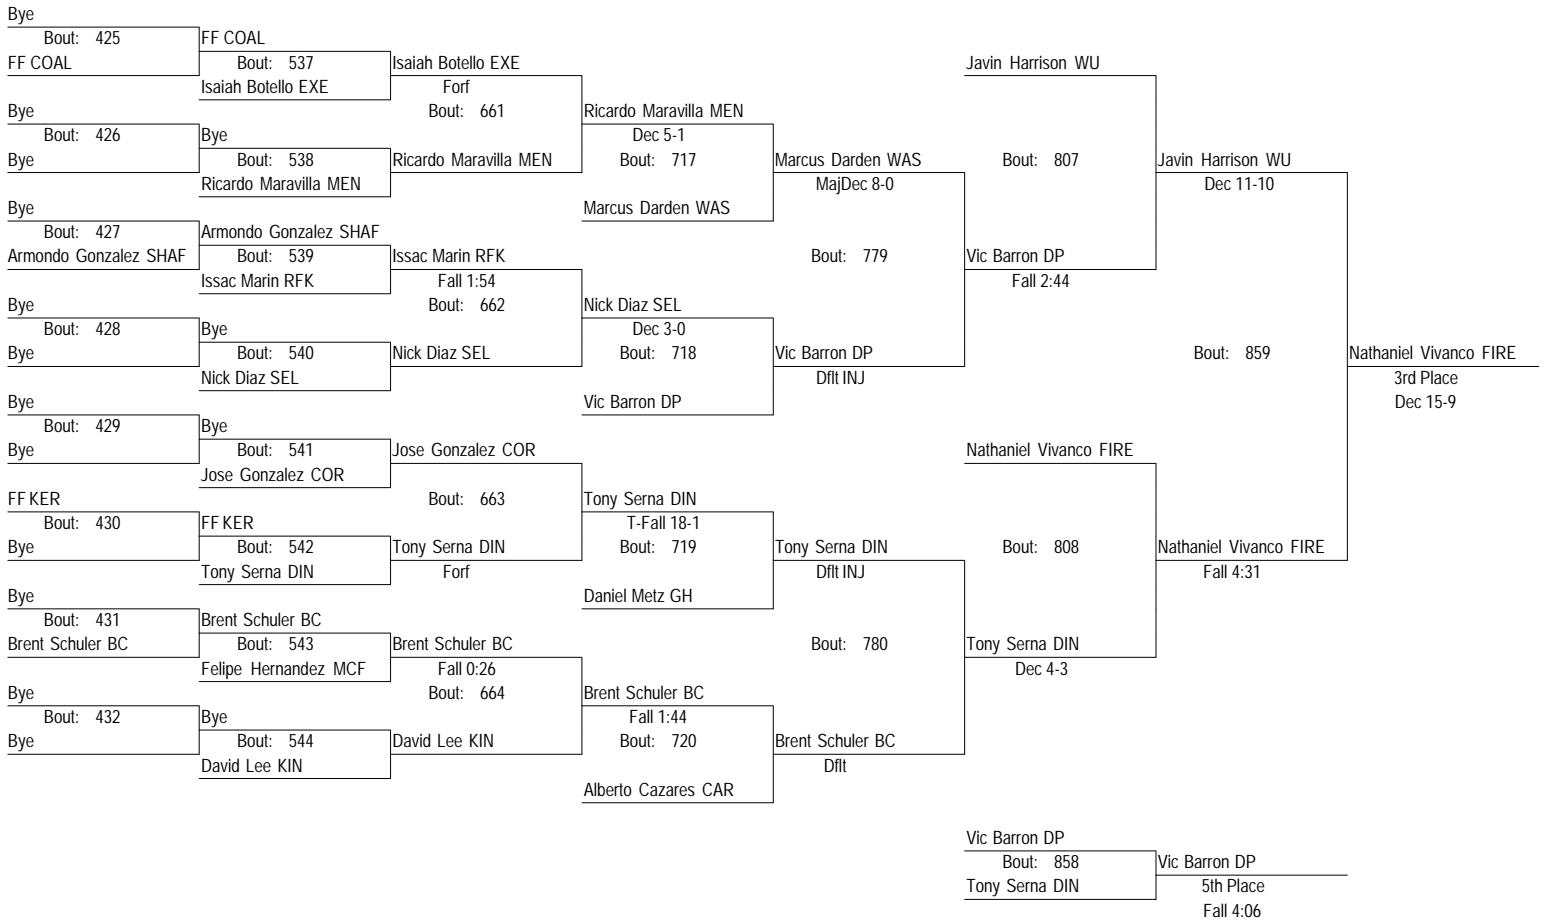 Bye
Bout: 425
FF COAL
FF COAL
Bout: 537
Isaiah Botello EXE
Isaiah Botello EXE
Forf
Bout: 661
Javin Harrison WU
Bye
Bout: 426
Bye
Bye
Bout: 538
Ricardo Maravilla MEN
Ricardo Maravilla MEN
Ricardo Maravilla MEN
Dec 5-1
Bout: 717
Marcus Darden WAS
Marcus Darden WAS
MajDec 8-0
Bout: 807
Javin Harrison WU
Dec 11-10
Bye
Bout: 427
Armondo Gonzalez SHAF
Armondo Gonzalez SHAF
Bout: 539
Issac Marin RFK
Issac Marin RFK
Fall 1:54
Bout: 662
Bout: 779
Vic Barron DP
Fall 2:44
Bye
Bout: 428
Bye
Bye
Bout: 540
Nick Diaz SEL
Nick Diaz SEL
Nick Diaz SEL
Dec 3-0
Bout: 718
Vic Barron DP
Vic Barron DP
Dflt INJ
Bout: 859
Nathaniel Vivanco FIRE
3rd Place
Dec 15-9
Bye
Bout: 429
Bye
Bye
Bout: 541
Jose Gonzalez COR
Jose Gonzalez COR
Bout: 663
Nathaniel Vivanco FIRE
FF KER
Bout: 430
Bye
FF KER
Bout: 542
Tony Serna DIN
Tony Serna DIN
Forf
Tony Serna DIN
T-Fall 18-1
Bout: 719
Daniel Metz GH
Tony Serna DIN
Dflt INJ
Bout: 808
Nathaniel Vivanco FIRE
Fall 4:31
Bye
Bout: 431
Brent Schuler BC
Brent Schuler BC
Bout: 543
Felipe Hernandez MCF
Brent Schuler BC
Fall 0:26
Bout: 664
Bout: 780
Tony Serna DIN
Dec 4-3
Bye
Bout: 432
Bye
Bye
Bout: 544
David Lee KIN
David Lee KIN
Brent Schuler BC
Fall 1:44
Bout: 720
Alberto Cazares CAR
Brent Schuler BC
Dflt
Vic Barron DP
Bout: 858
Tony Serna DIN
Vic Barron DP
5th Place
Fall 4:06